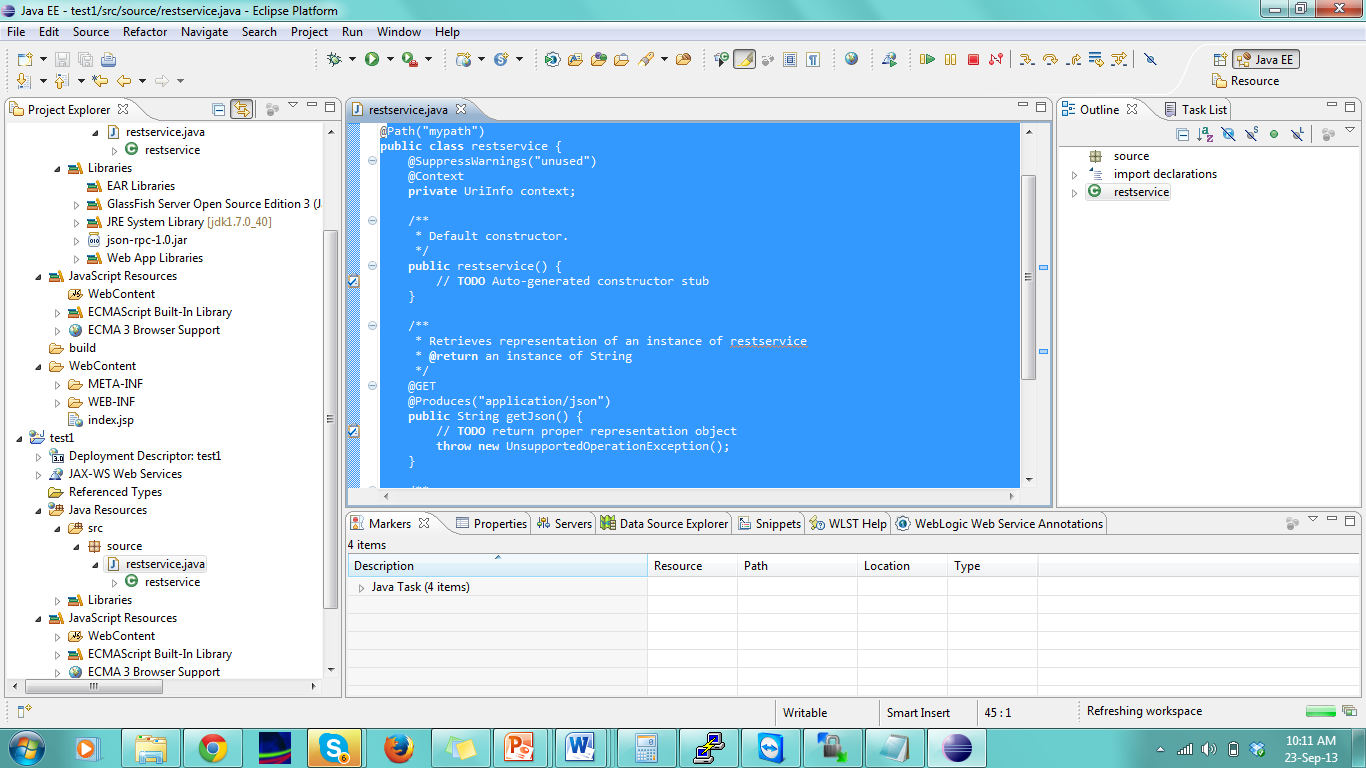 Java EE - test1/src/source/restservice.java - Eclipse Platform
File Edit Source Refactor Navigate Search Project Run Window Help
Java EE
Resource
Project Explorer
restservice.java
restservice
Libraries
EAR Libraries
GlassFish Server Open Source Edition 3 (J
JRE System Library [jdk1.7.0_40]
json-rpc-1.0.jar
Web App Libraries
JavaScript Resources
WebContent
ECMAScript Built-In Library
ECMA 3 Browser Support
build
WebContent
META-INF
WEB-INF
index.jsp
test1
Deployment Descriptor: test1
JAX-WS Web Services
Referenced Types
Java Resources
src
source
restservice.java
restservice
Libraries
JavaScript Resources
WebContent
ECMAScript Built-In Library
ECMA 3 Browser Support
restservice.java
@Path("mypath")
public class restservice {
@SuppressWarnings("unused")
@Context
private UriInfo context;
/**
* Default constructor.
*/
public restservice() {
// TODO Auto-generated constructor stub
}
/**
* Retrieves representation of an instance of restservice
* @return an instance of String
*/
@GET
@Produces("application/json")
public String getJson() {
// TODO return proper representation object
throw new UnsupportedOperationException();
}
/**
Outline Task List
source
import declarations
restservice
Markers Properties Servers Data Source Explorer Snippets WLST Help WebLogic Web Service Annotations
4 items
Description Resource Path Location Type
Java Task (4 items)
Writable Smart Insert 45 : 1 Refreshing workspace
10:11 AM
23-Sep-13